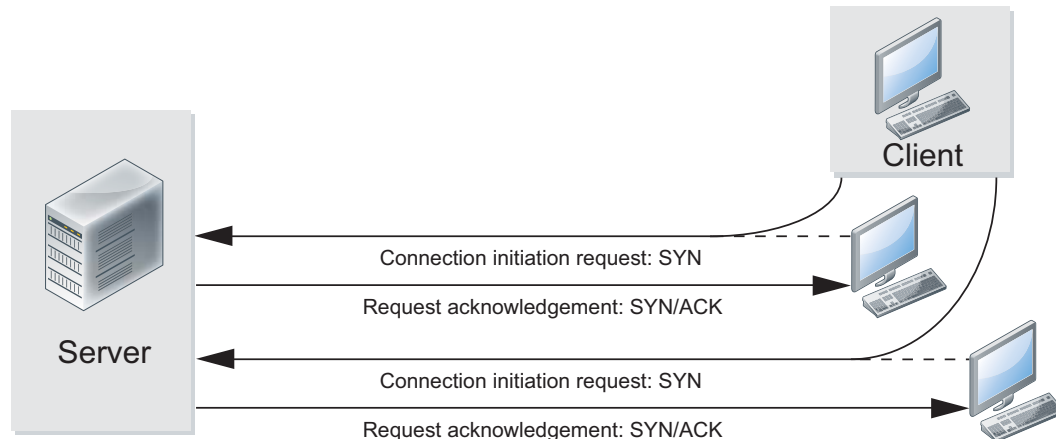 Client
Connection initiation request: SYN
Request acknowledgement: SYN/ACK
Server
Connection initiation request: SYN
Request acknowledgement: SYN/ACK